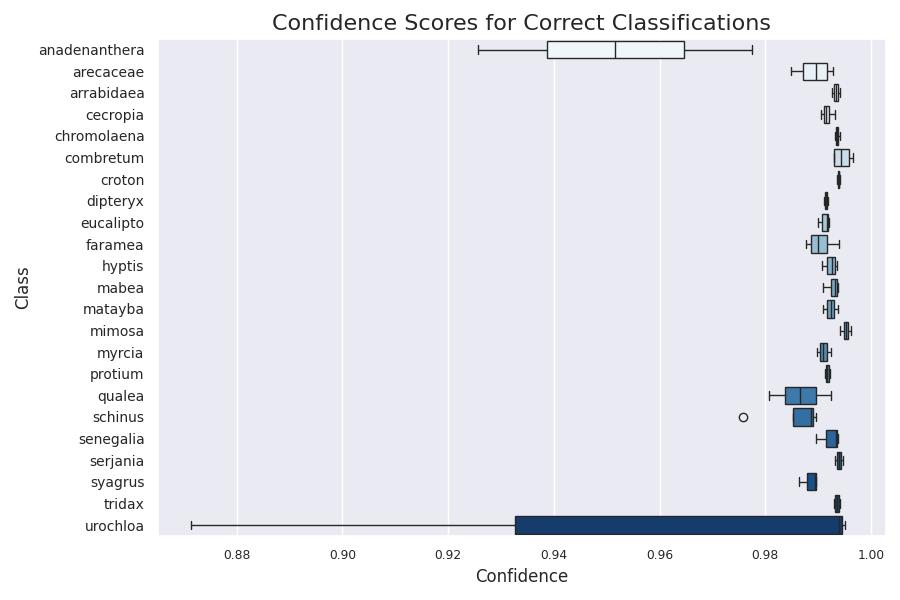 Confidence Scores for Correct Classifications
anadenanthera
arecaceae
arrabidaea
cecropia
chromolaena
combretum
croton
dipteryx
eucalipto
faramea
hyptis
mabea
matayba
mimosa
myrcia
protium
qualea
schinus
senegalia
serjania
syagrus
tridax
urochloa
Class
0.88 0.90 0.92 0.94 0.96 0.98 1.00
Confidence